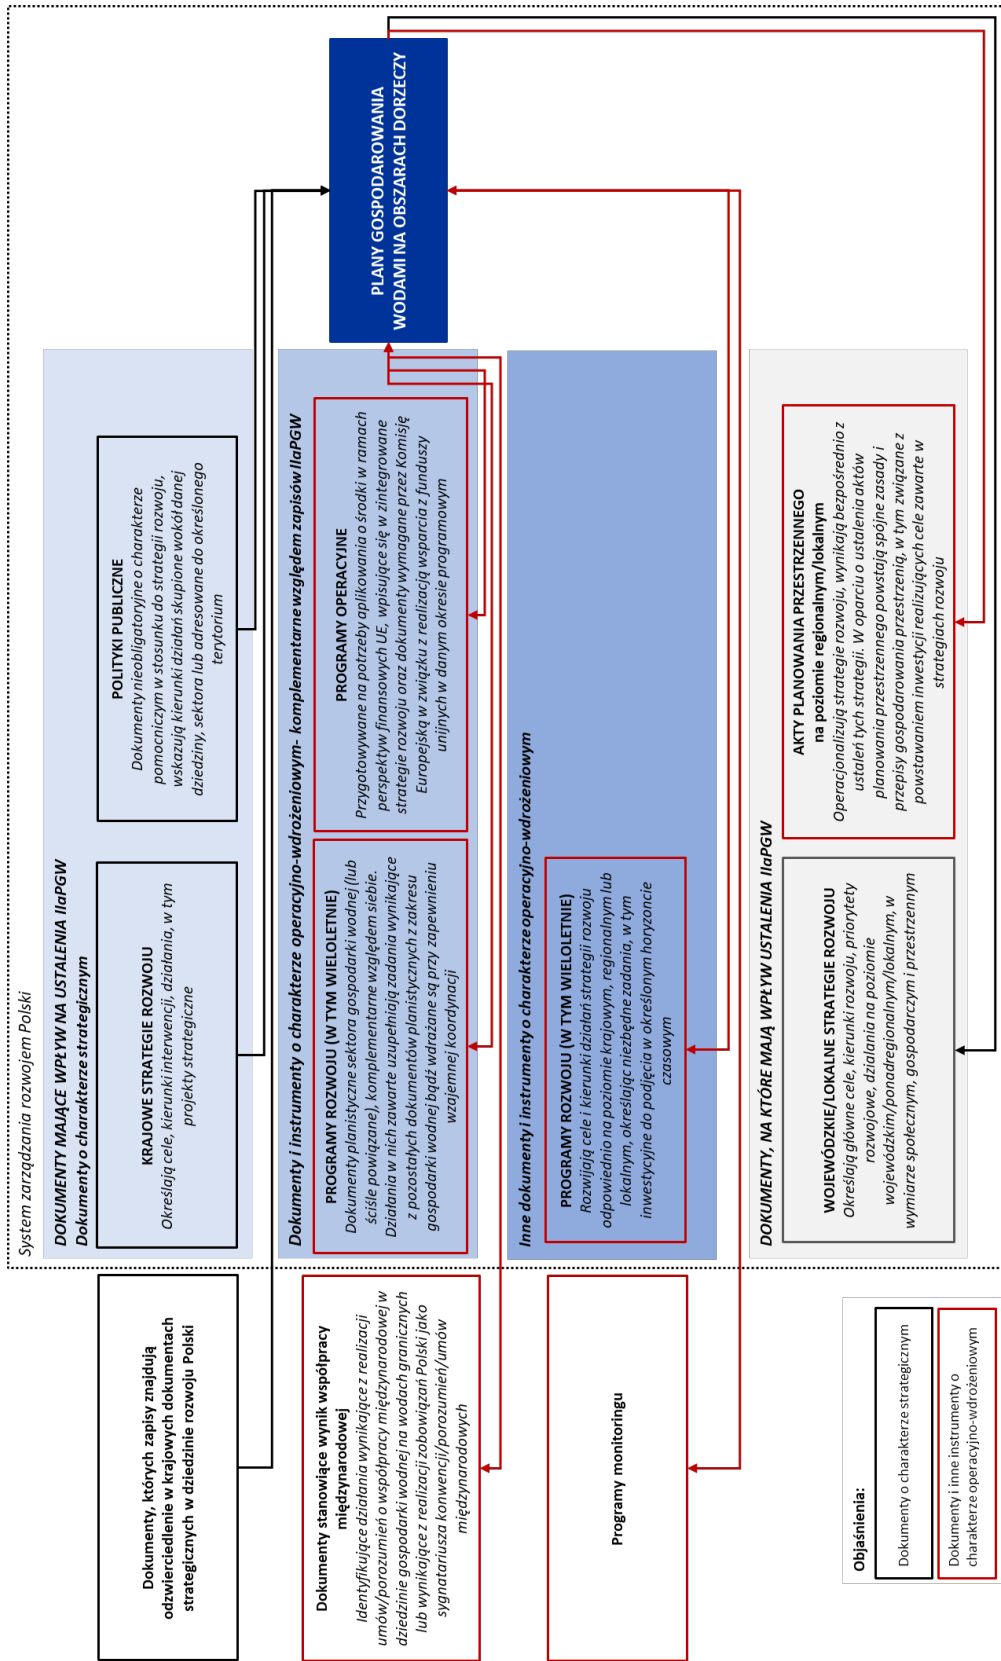 System zarządzania rozwojem Polski
DOKUMENTY MAJĄCE WPŁYW NA USTALENIA IIaPGW
Dokumenty o charakterze strategicznym
Dokumenty, których zapisy znajdują
odzwierciedlenie w krajowych dokumentach
strategicznych w dziedzinie rozwoju Polski
KRAJOWE STRATEGIE ROZWOJU
Określają cele, kierunki interwencji, działania, w tym
projekty strategiczne
POLITYKI PUBLICZNE
Dokumenty nieobligatoryjne o charakterze
pomocniczym w stosunku do strategii rozwoju,
wskazują kierunki działań skupione wokół danej
dziedziny, sektora lub adresowane do określonego
terytorium
Dokumenty i instrumenty o charakterze operacyjno-wdrożeniowym- komplementarne względem zapisów IIaPGW
Dokumenty stanowiące wynik współpracy
międzynarodowej
Identyfikujące działania wynikające z realizacji
umów/porozumień o współpracy międzynarodowej w
dziedzinie gospodarki wodnej na wodach granicznych
lub wynikające z realizacji zobowiązań Polski jako
sygnatariusza konwencji/porozumień/umów
międzynarodowych
PROGRAMY ROZWOJU (W TYM WIELOLETNIE)
Dokumenty planistyczne sektora gospodarki wodnej (lub
ściśle powiązane), komplementarne względem siebie.
Działania w nich zawarte uzupełniają zadania wynikające
z pozostałych dokumentów planistycznych z zakresu
gospodarki wodnej bądź wdrażane są przy zapewnieniu
wzajemnej koordynacji
PROGRAMY OPERACYJNE
Przygotowywane na potrzeby aplikowania o środki w ramach
perspektyw finansowych UE, wpisujące się w zintegrowane
strategie rozwoju oraz dokumenty wymagane przez Komisję
Europejską w związku z realizacją wsparcia z funduszy
unijnych w danym okresie programowym
PLANY GOSPODAROWANIA
WODAMI NA OBSZARACH DORZECZY
Inne dokumenty i instrumenty o charakterze operacyjno-wdrożeniowym
Programy monitoringu
PROGRAMY ROZWOJU (W TYM WIELOLETNIE)
Rozwijają cele i kierunki działań strategii rozwoju
odpowiednio na poziomie krajowym, regionalnym lub
lokalnym, określając niezbędne zadania, w tym
inwestycyjne do podjęcia w określonym horyzoncie
czasowym
DOKUMENTY, NA KTÓRE MAJĄ WPŁYW USTALENIA IIaPGW
WOJEWÓDZKIE/LOKALNE STRATEGIE ROZWOJU
Określają główne cele, kierunki rozwoju, priorytety
rozwojowe, działania na poziomie
wojewódzkim/ponadregionalnym/lokalnym, w
wymiarze społecznym, gospodarczym i przestrzennym
AKTY PLANOWANIA PRZESTRZENNEGO
na poziomie regionalnym/lokalnym
Operacjonalizują strategie rozwoju, wynikają bezpośrednio z
ustaleń tych strategii. W oparciu o ustalenia aktów
planowania przestrzennego powstają spójne zasady i
przepisy gospodarowania przestrzenią, w tym związane z
powstawaniem inwestycji realizujących cele zawarte w
strategiach rozwoju
Objaśnienia:
Dokumenty o charakterze strategicznym
Dokumenty i inne instrumenty o
charakterze operacyjno-wdrożeniowym